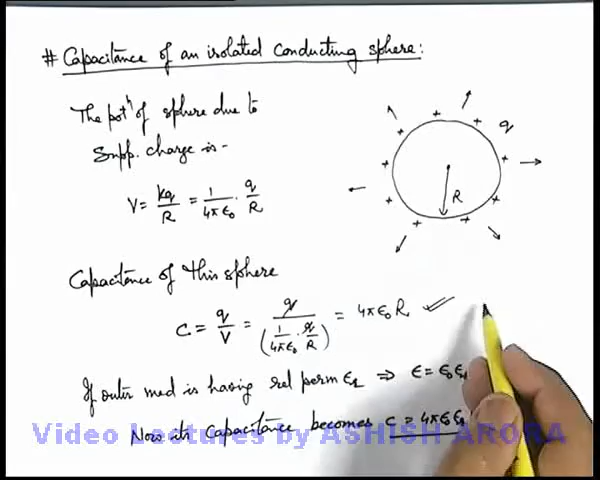 # Capacitance of an isolated conducting sphere:
The potⁿ of sphere due to
Supp. charge is -
V = kq/R = 1/4πϵ₀ · q/R
+ + + + + + + + + + q
R
Capacitance of this sphere
C = q/V = q/(1/4πϵ₀ · q/R) = 4πϵ₀R ✓
If outer med is having rel perm ϵr ⇒ ϵ = ϵ₀ϵr
Now its Capacitance becomes C = 4πϵ₀ϵr
Video Lectures by ASHISH ARORA